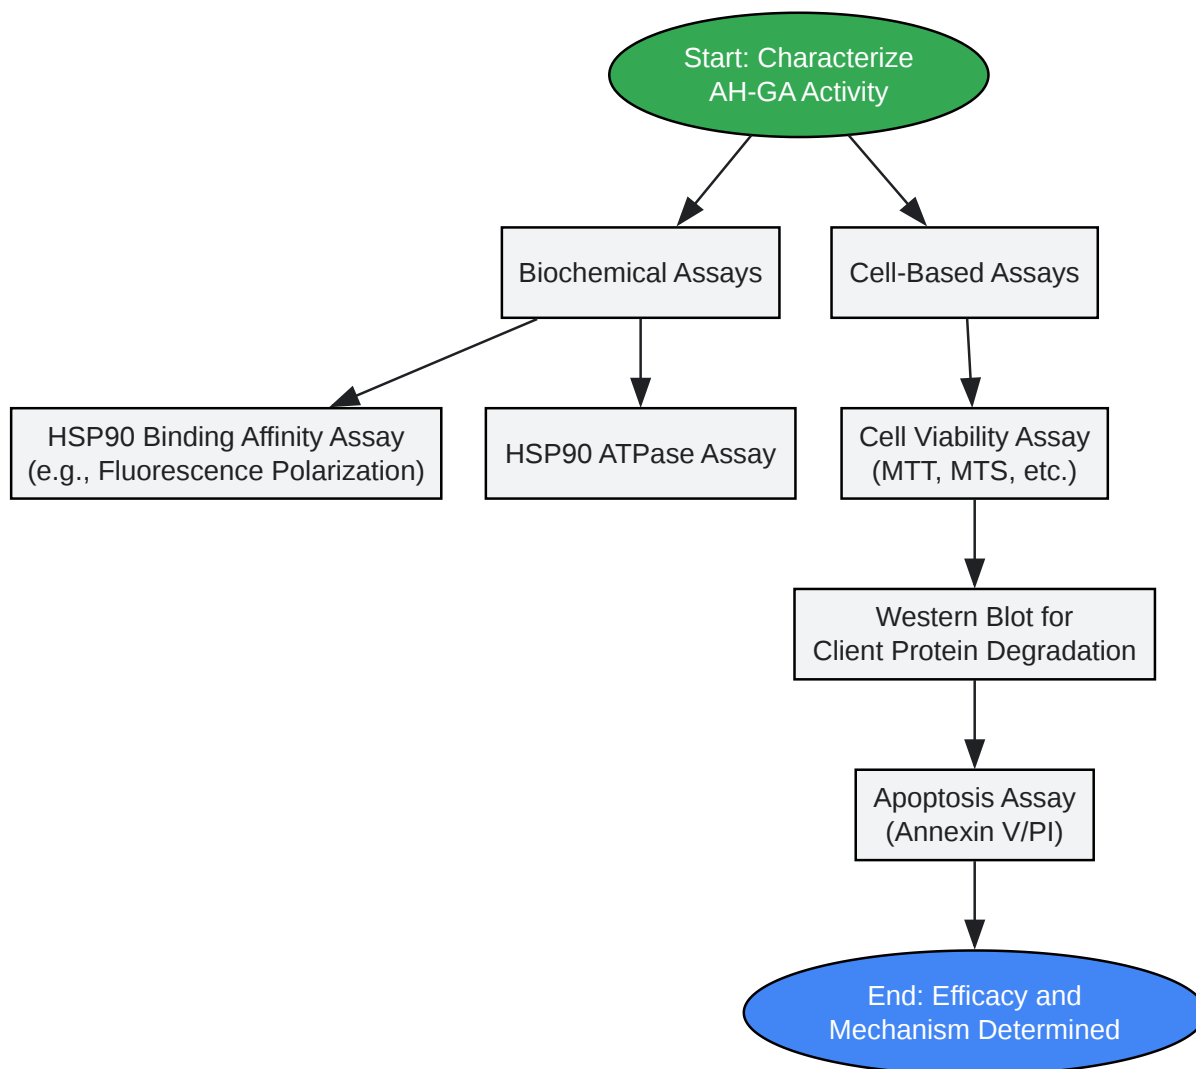 Start: Characterize
AH-GA Activity
Biochemical Assays
Cell-Based Assays
HSP90 Binding Affinity Assay
(e.g., Fluorescence Polarization)
HSP90 ATPase Assay
Cell Viability Assay
(MTT, MTS, etc.)
Western Blot for
Client Protein Degradation
Apoptosis Assay
(Annexin V/PI)
End: Efficacy and
Mechanism Determined